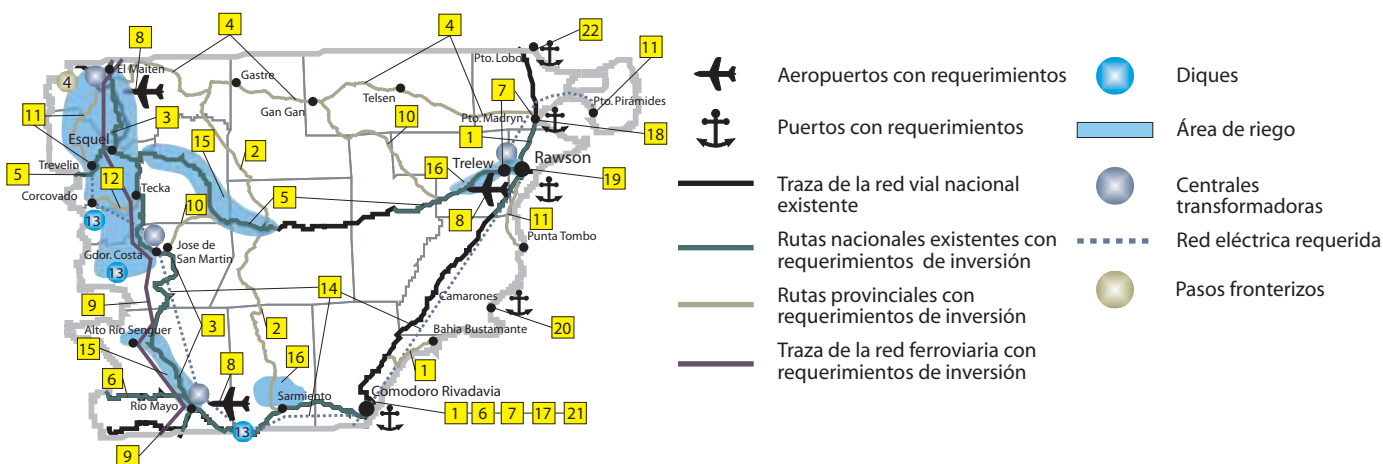 8
4
4
22
11
Pto. Lobo
El Maiten
4
Gastre
7
Telsen
Pto. Pirámides
Gan Gan
11
3
Pto. Madryn
10
1
18
Esquel
15
2
16
Trelew
Rawson
Trevelin
5
12
19
Tecka
Corcovado
5
8
13
10
11
Jose de
San Martin
Punta Tombo
Gdor. Costa
13
14
9
Camarones
3
2
20
Alto Río Senguer
Bahia Bustamante
15
16
8
1
6
Comodoro Rivadavia
Sarmiento
Río Mayo
1 6 7 17 21
13
9
Aeropuertos con requerimientos
Puertos con requerimientos
Traza de la red vial nacional
existente
Rutas nacionales existentes con
requerimientos de inversión
Rutas provinciales con
requerimientos de inversión
Traza de la red ferroviaria con
requerimientos de inversión
Diques
Área de riego
Centrales
transformadoras
Red eléctrica requerida
Pasos fronterizos